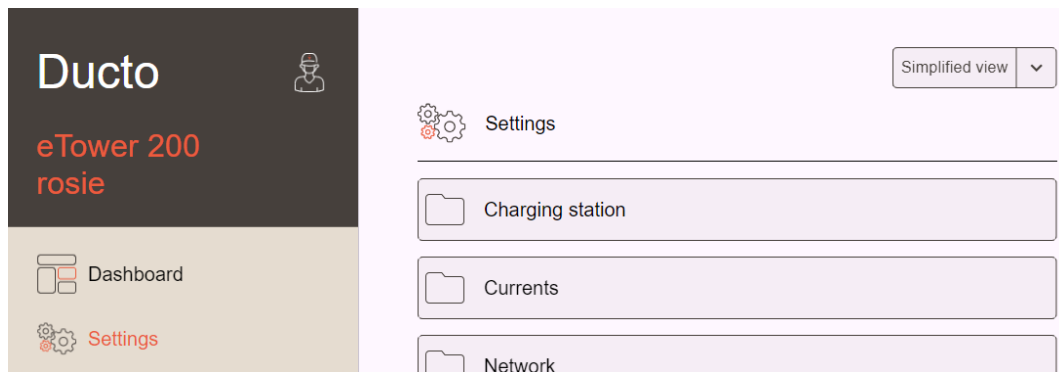 Ducto
eTower 200
rosie
Dashboard
Settings
Simplified view
Settings
Charging station
Currents
Network